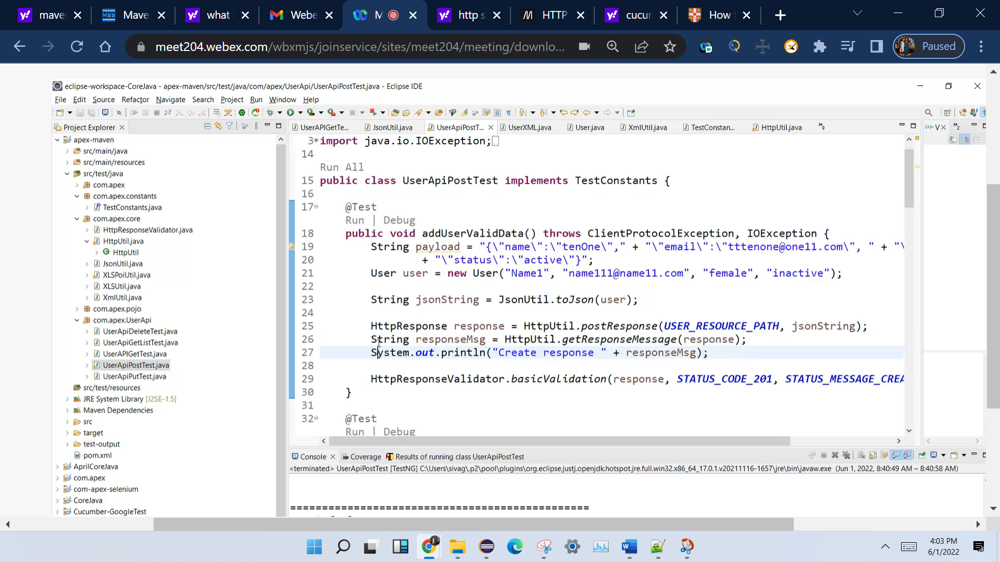 mave
Mave
what i
Webe
M
http s
HTTP
cucur
How
meet204.webex.com/wbxmjs/joinservice/sites/meet204/meeting/downlo...
Paused
eclipse-workspace-CoreJava - apex-maven/src/test/java/com/apex/UserApi/UserApiPostTest.java - Eclipse IDE
File Edit Source Refactor Navigate Search Project Run Window Help
Project Explorer
UserAPIGetTe... JsonUtil.java UserApiPostT... UserXML.java User.java XmlUtil.java TestConstan... HttpUtil.java
apex-maven
src/main/java
src/main/resources
src/test/java
com.apex
com.apex.constants
TestConstants.java
com.apex.core
HttpResponseValidator.java
HttpUtil.java
HttpUtil
JsonUtil.java
XLSPoiUtil.java
XLSUtil.java
XmlUtil.java
com.apex.pojo
com.apex.UserApi
UserApiDeleteTest.java
UserApiGetListTest.java
UserAPIGetTest.java
UserApiPostTest.java
UserApiPutTest.java
src/test/resources
JRE System Library [J2SE-1.5]
Maven Dependencies
src
target
test-output
pom.xml
AprilCoreJava
com.apex
com-apex-selenium
CoreJava
Cucumber-GoogleTest
3 import java.io.IOException;
14
Run All
15 public class UserApiPostTest implements TestConstants {
16
17 @Test
Run | Debug
18 public void addUserValidData() throws ClientProtocolException, IOException {
19 String payload = "{\"name\":\"tenOne\"," + "\"email\":\"tttenone@one11.com\", " + "\
20 + "\"status\":\"active\"}";
21 User user = new User("Name1", "name111@name11.com", "female", "inactive");
22
23 String jsonString = JsonUtil.toJson(user);
24
25 HttpResponse response = HttpUtil.postResponse(USER_RESOURCE_PATH, jsonString);
26 String responseMsg = HttpUtil.getResponseMessage(response);
27 System.out.println("Create response " + responseMsg);
28
29 HttpResponseValidator.basicValidation(response, STATUS_CODE_201, STATUS_MESSAGE_CREA
30 }
31
32 @Test
Run | Debug
Console Coverage Results of running class UserApiPostTest
<terminated> UserApiPostTest [TestNG] C:\Users\sivag\.p2\pool\plugins\org.eclipse.justj.openjdk.hotspot.jre.full.win32.x86_64_17.0.1.v20211116-1657\jre\bin\javaw.exe (Jun 1, 2022, 8:40:49 AM – 8:40:58 AM)
===============================================
4:03 PM
6/1/2022